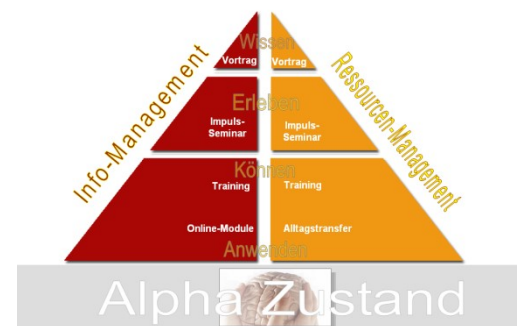 Wissen
Vortrag
Vortrag
Info-Management
Ressourcen-Management
Erleben
Impuls-
Seminar
Impuls-
Seminar
Können
Training
Training
Online-Module
Alltagstransfer
Anwenden
Alpha Zustand